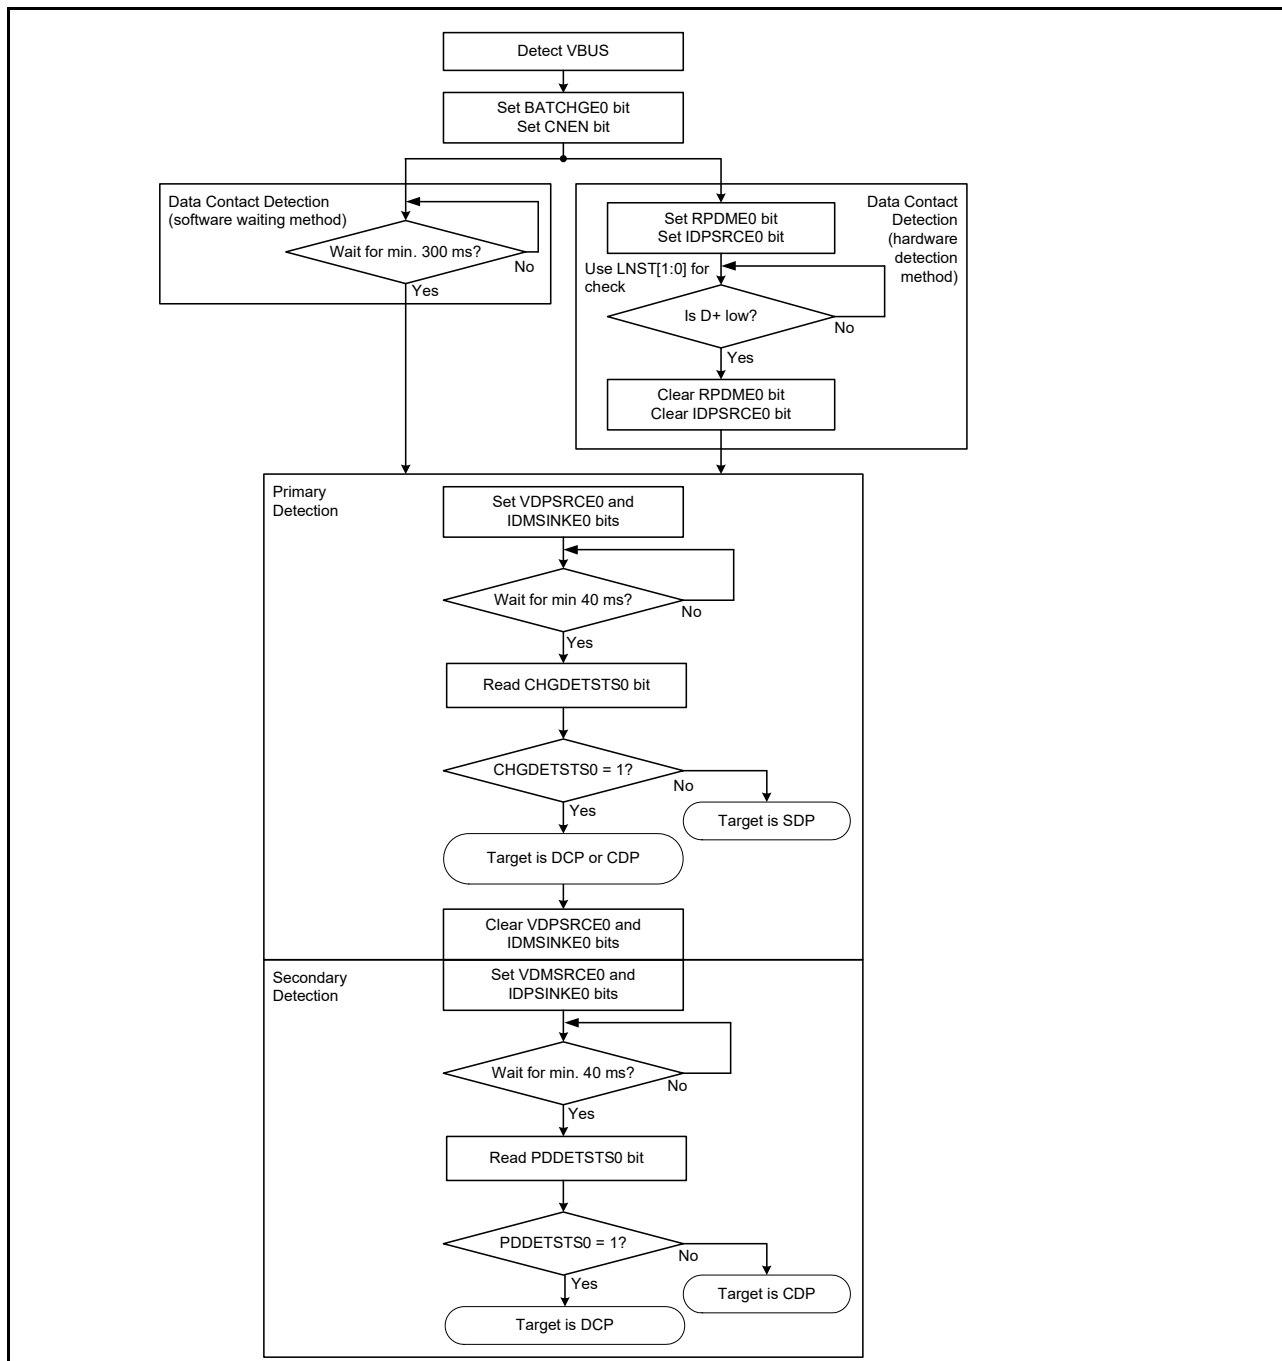 Detect VBUS
Set BATCHGE0 bit
Set CNEN bit
Data Contact Detection
(software waiting method)
Wait for min. 300 ms?
No
Yes
Data Contact
Detection
(hardware
detection
method)
Set RPDME0 bit
Set IDPSRCE0 bit
Use LNST[1:0] for
check
Is D+ low?
No
Yes
Clear RPDME0 bit
Clear IDPSRCE0 bit
Primary
Detection
Set VDPSRCE0 and
IDMSINKE0 bits
Wait for min 40 ms?
No
Yes
Read CHGDETSTS0 bit
CHGDETSTS0 = 1?
No
Yes
Target is SDP
Target is DCP or CDP
Clear VDPSRCE0 and
IDMSINKE0 bits
Secondary
Detection
Set VDMSRCE0 and
IDPSINKE0 bits
Wait for min. 40 ms?
No
Yes
Read PDDETSTS0 bit
PDDETSTS0 = 1?
No
Yes
Target is CDP
Target is DCP